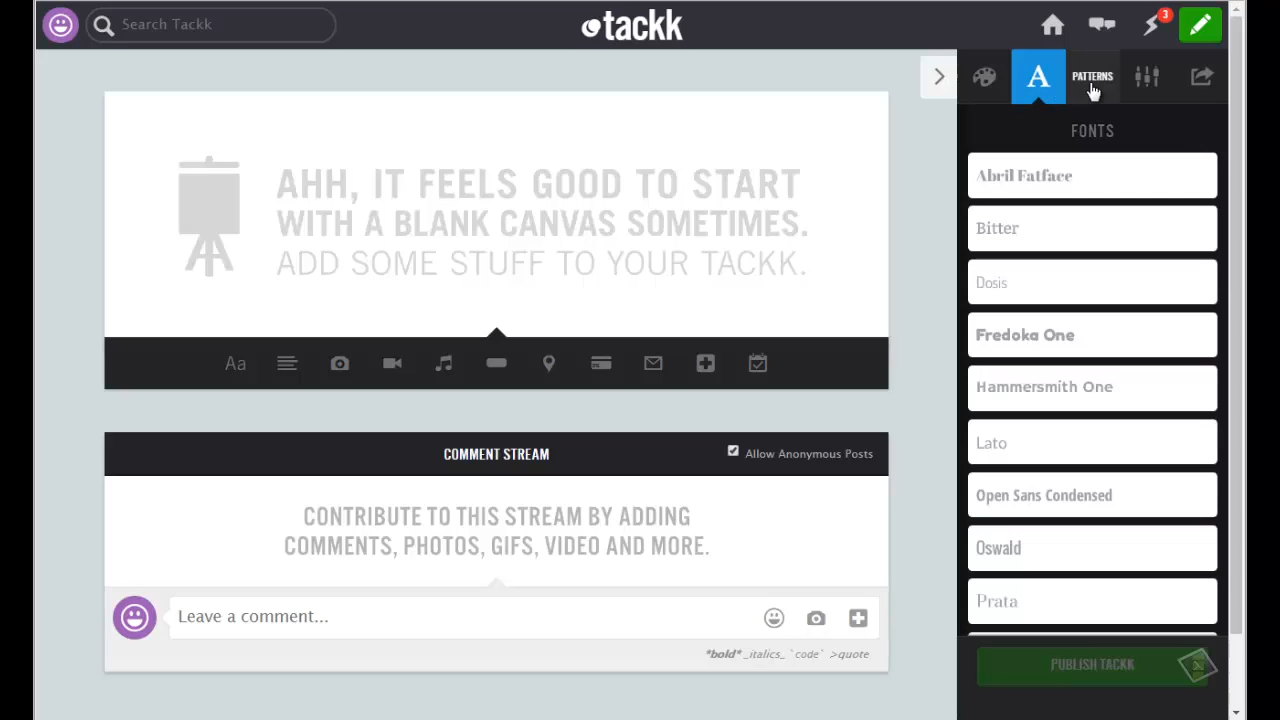 Search Tackk
tackk
3
A
PATTERNS
FONTS
AHH, IT FEELS GOOD TO START
WITH A BLANK CANVAS SOMETIMES.
ADD SOME STUFF TO YOUR TACKK.
Aa
COMMENT STREAM
Allow Anonymous Posts
CONTRIBUTE TO THIS STREAM BY ADDING
COMMENTS, PHOTOS, GIFS, VIDEO AND MORE.
Leave a comment...
*bold* _italics_ `code` >quote
Abril Fatface
Bitter
Dosis
Fredoka One
Hammersmith One
Lato
Open Sans Condensed
Oswald
Prata
PUBLISH TACKK